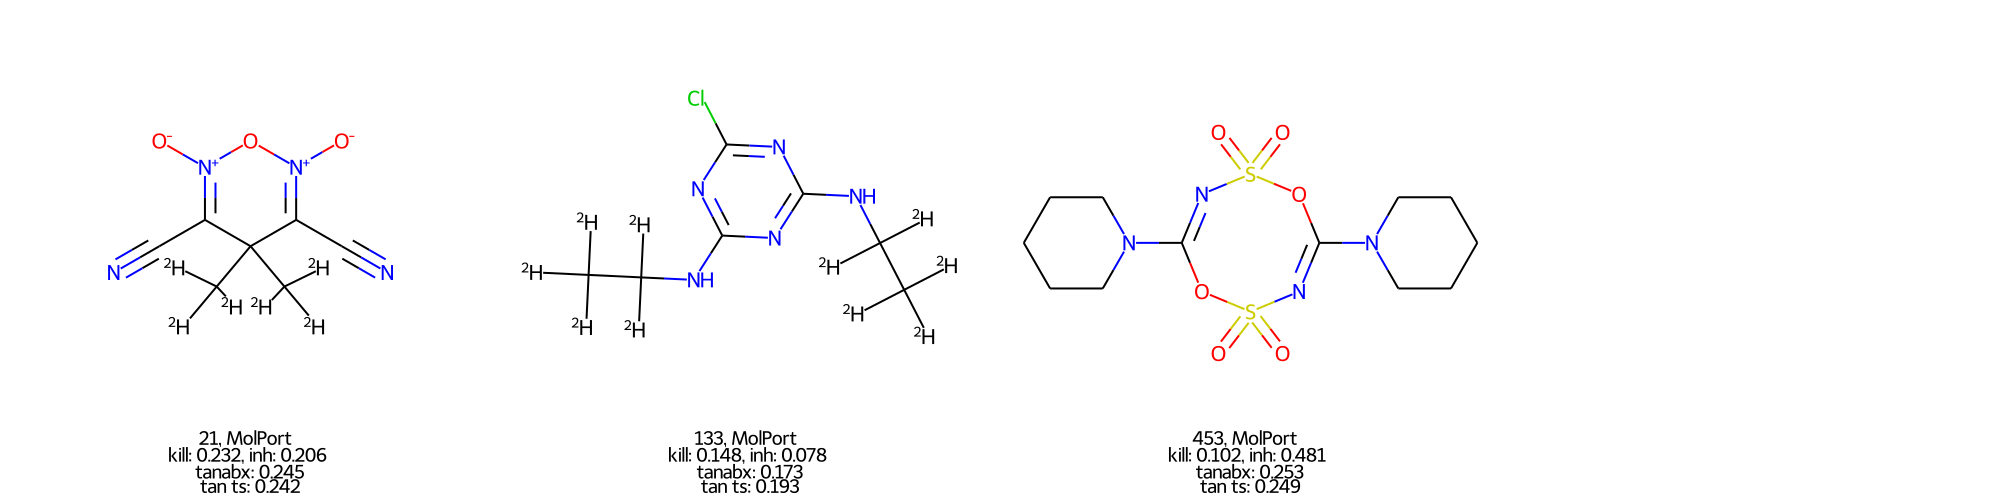 O⁻ O O⁻
N⁺ N⁺
N N
²H ²H
²H ²H
²H ²H
Cl
N
N
N
NH
NH
²H ²H ²H
²H ²H ²H
²H
²H ²H ²H
O O
S
N O
N N
O N
S
O O
21, MolPort
kill: 0.232, inh: 0.206
tanabx: 0.245
tan ts: 0.242
133, MolPort
kill: 0.148, inh: 0.078
tanabx: 0.173
tan ts: 0.193
453, MolPort
kill: 0.102, inh: 0.481
tanabx: 0.253
tan ts: 0.249